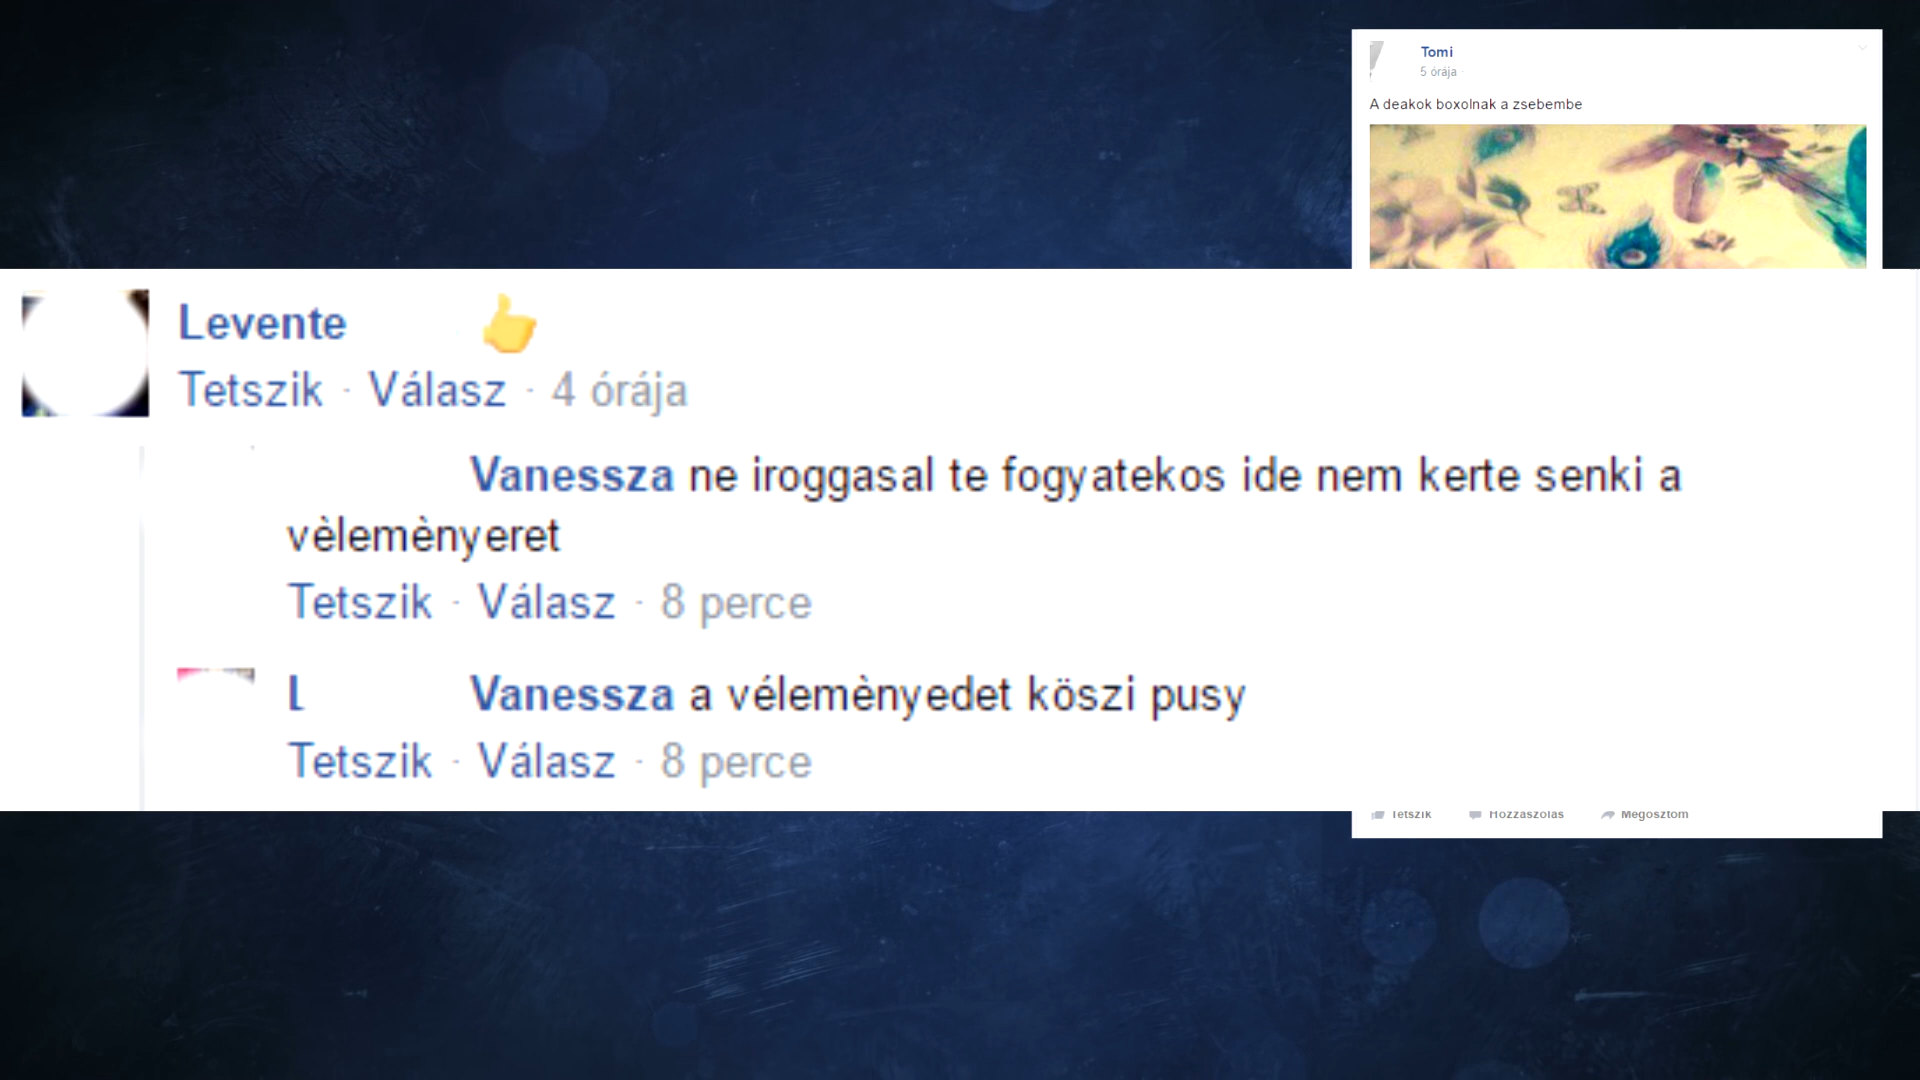 Tomi
5 órája
A deakok boxolnak a zsebembe
Levente 👍
Tetszik · Válasz · 4 órája
Vanessza ne iroggasal te fogyatekos ide nem kerte senki a
vèlemènyeret
Tetszik · Válasz · 8 perce
Vanessza a vélemènyedet köszi pusy
Tetszik · Válasz · 8 perce
Tetszik Hozzászólás Megosztom